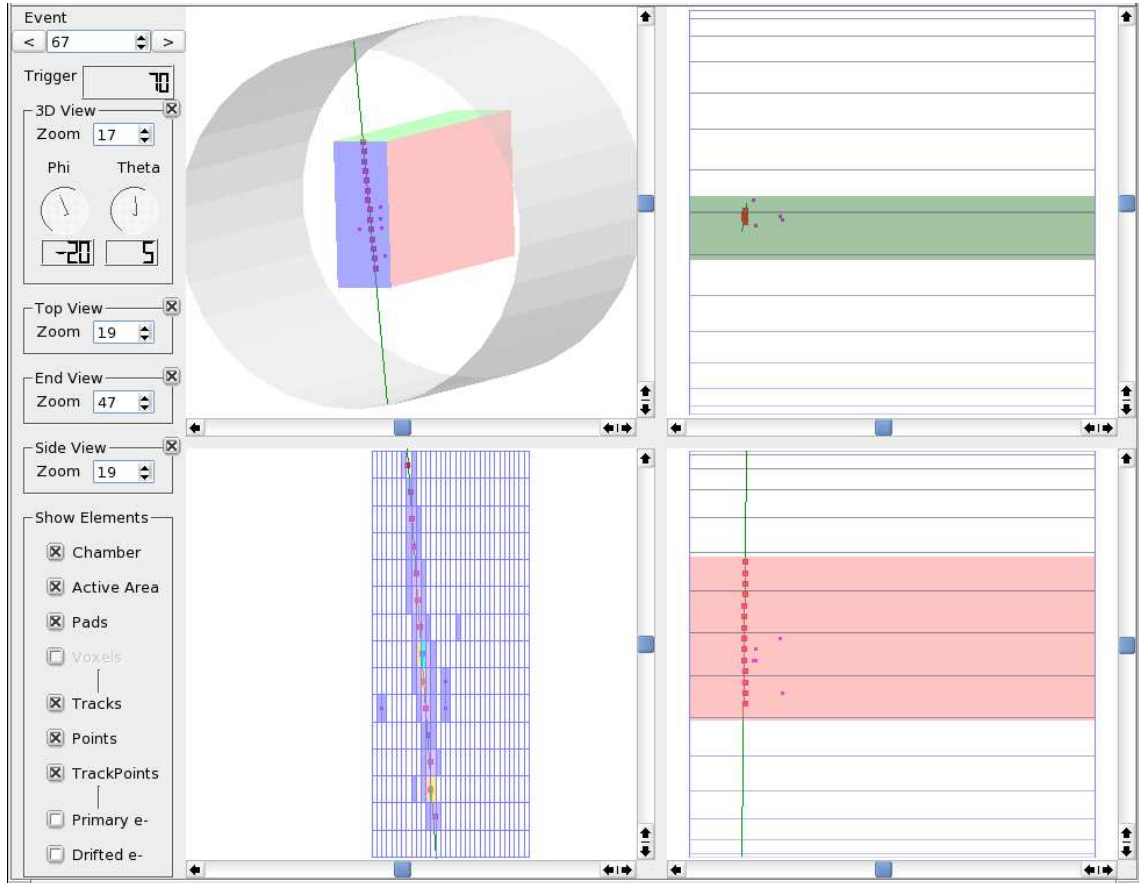 Event
< 67 >
Trigger 70
3D View
Zoom 17
Phi Theta
-20 5
Top View
Zoom 19
End View
Zoom 47
Side View
Zoom 19
Show Elements
Chamber
Active Area
Pads
Voxels
Tracks
Points
TrackPoints
Primary e-
Drifted e-